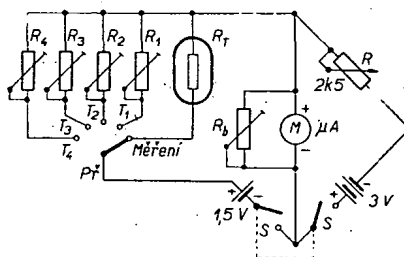 R4 R3 R2 R1 RT
R
2k5
T1
T2
T3
T4
Rb
+
M
μA
−
Měření
Př
+ −
1,5 V
S
S
+ −
3 V